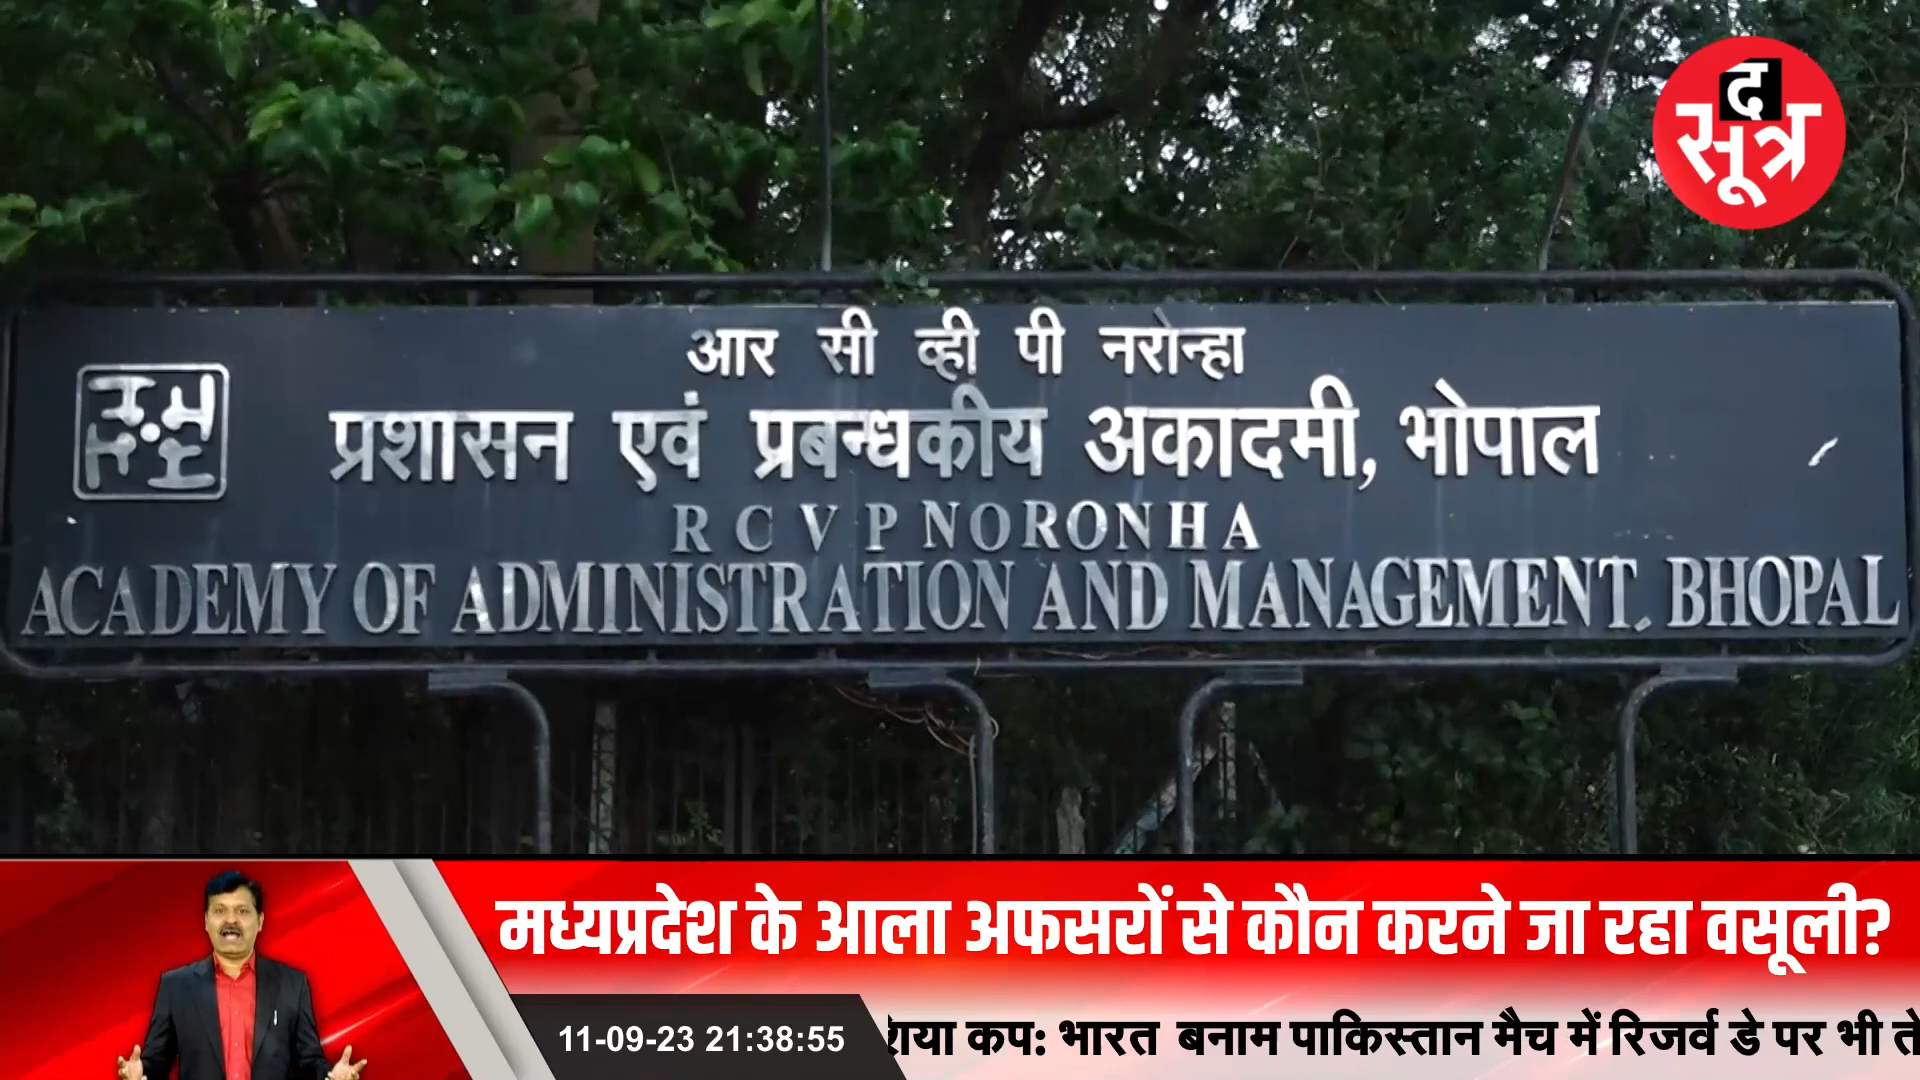 द
सूत्र
आर सी व्ही पी नरोन्हा
प्रशासन एवं प्रबन्धकीय अकादमी, भोपाल
R C V P NORONHA
ACADEMY OF ADMINISTRATION AND MANAGEMENT, BHOPAL
मध्यप्रदेश के आला अफसरों से कौन करने जा रहा वसूली?
11-09-23 21:38:55
कप: भारत बनाम पाकिस्तान मैच में रिजर्व डे पर भी